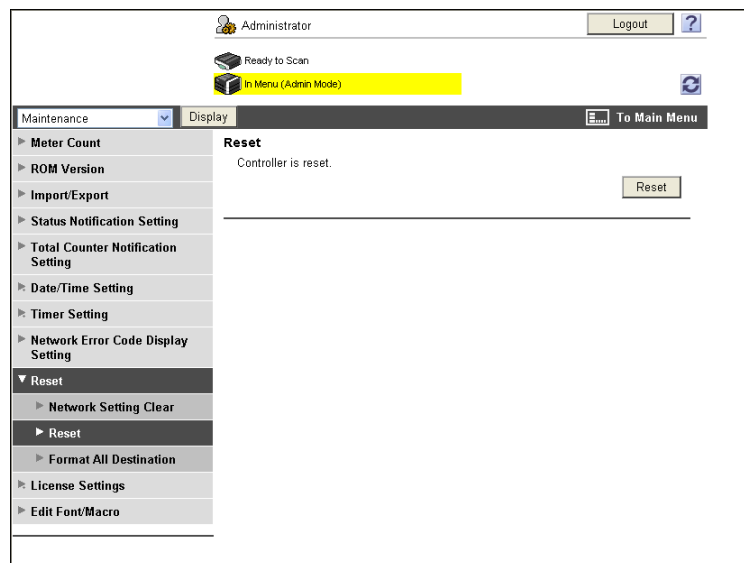 Administrator
Logout
?
Ready to Scan
In Menu (Admin Mode)
Maintenance
Display
To Main Menu
Meter Count
ROM Version
Import/Export
Status Notification Setting
Total Counter Notification
Setting
Date/Time Setting
Timer Setting
Network Error Code Display
Setting
Reset
Network Setting Clear
Reset
Format All Destination
License Settings
Edit Font/Macro
Reset
Controller is reset.
Reset